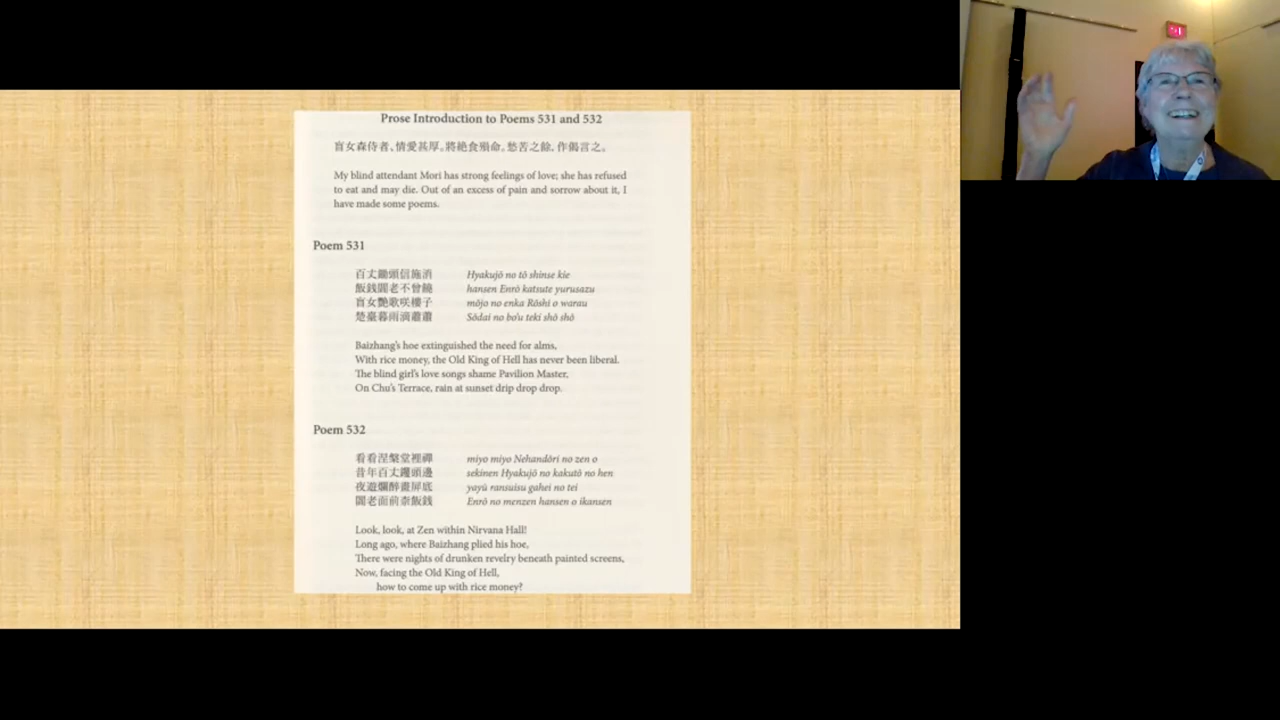 Prose Introduction to Poems 531 and 532
盲女森侍者、情愛甚厚。將絶食殞命。愁苦之餘、作偈言之。
My blind attendant Mori has strong feelings of love; she has refused
to eat and may die. Out of an excess of pain and sorrow about it, I
have made some poems.
Poem 531
百丈鋤頭信施消 Hyakujō no tō shinse kie
飯銭閻老不曾饒 hansen Enrō katsute yurusazu
盲女艶歌咲樓子 mōjo no enka Rōshi o warau
楚臺暮雨滴蕭蕭 Sōdai no bo'u teki shō shō
Baizhang's hoe extinguished the need for alms,
With rice money, the Old King of Hell has never been liberal.
The blind girl's love songs shame Pavilion Master,
On Chu's Terrace, rain at sunset drip drop drop.
Poem 532
看看涅槃堂裡禪 miyo miyo Nehandōri no zen o
昔年百丈钁頭邊 sekinen Hyakujō no kakutō no hen
夜遊爛醉畫屏底 yayū ransuisu gahei no tei
閻老面前奈飯銭 Enrō no menzen hansen o ikansen
Look, look, at Zen within Nirvana Hall!
Long ago, where Baizhang plied his hoe,
There were nights of drunken revelry beneath painted screens,
Now, facing the Old King of Hell,
how to come up with rice money?